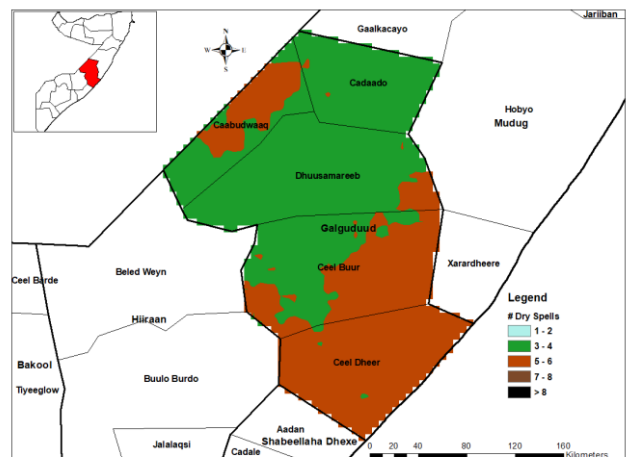 Jariiban
Gaalkacayo
N
W E
S
Cadaado
Hobyo
Mudug
Caabudwaaq
Dhuusamareeb
Galguduud
Xarardheere
Beled Weyn
Ceel Barde
Ceel Buur
Legend
# Dry Spells
1 - 2
3 - 4
5 - 6
7 - 8
> 8
Hiiraan
Bakool
Tiyeeglow
Buulo Burdo
Ceel Dheer
Aadan
Shabeellaha Dhexe
Jalalaqsi
Cadale
0 20 40 80 120 160
Kilometers